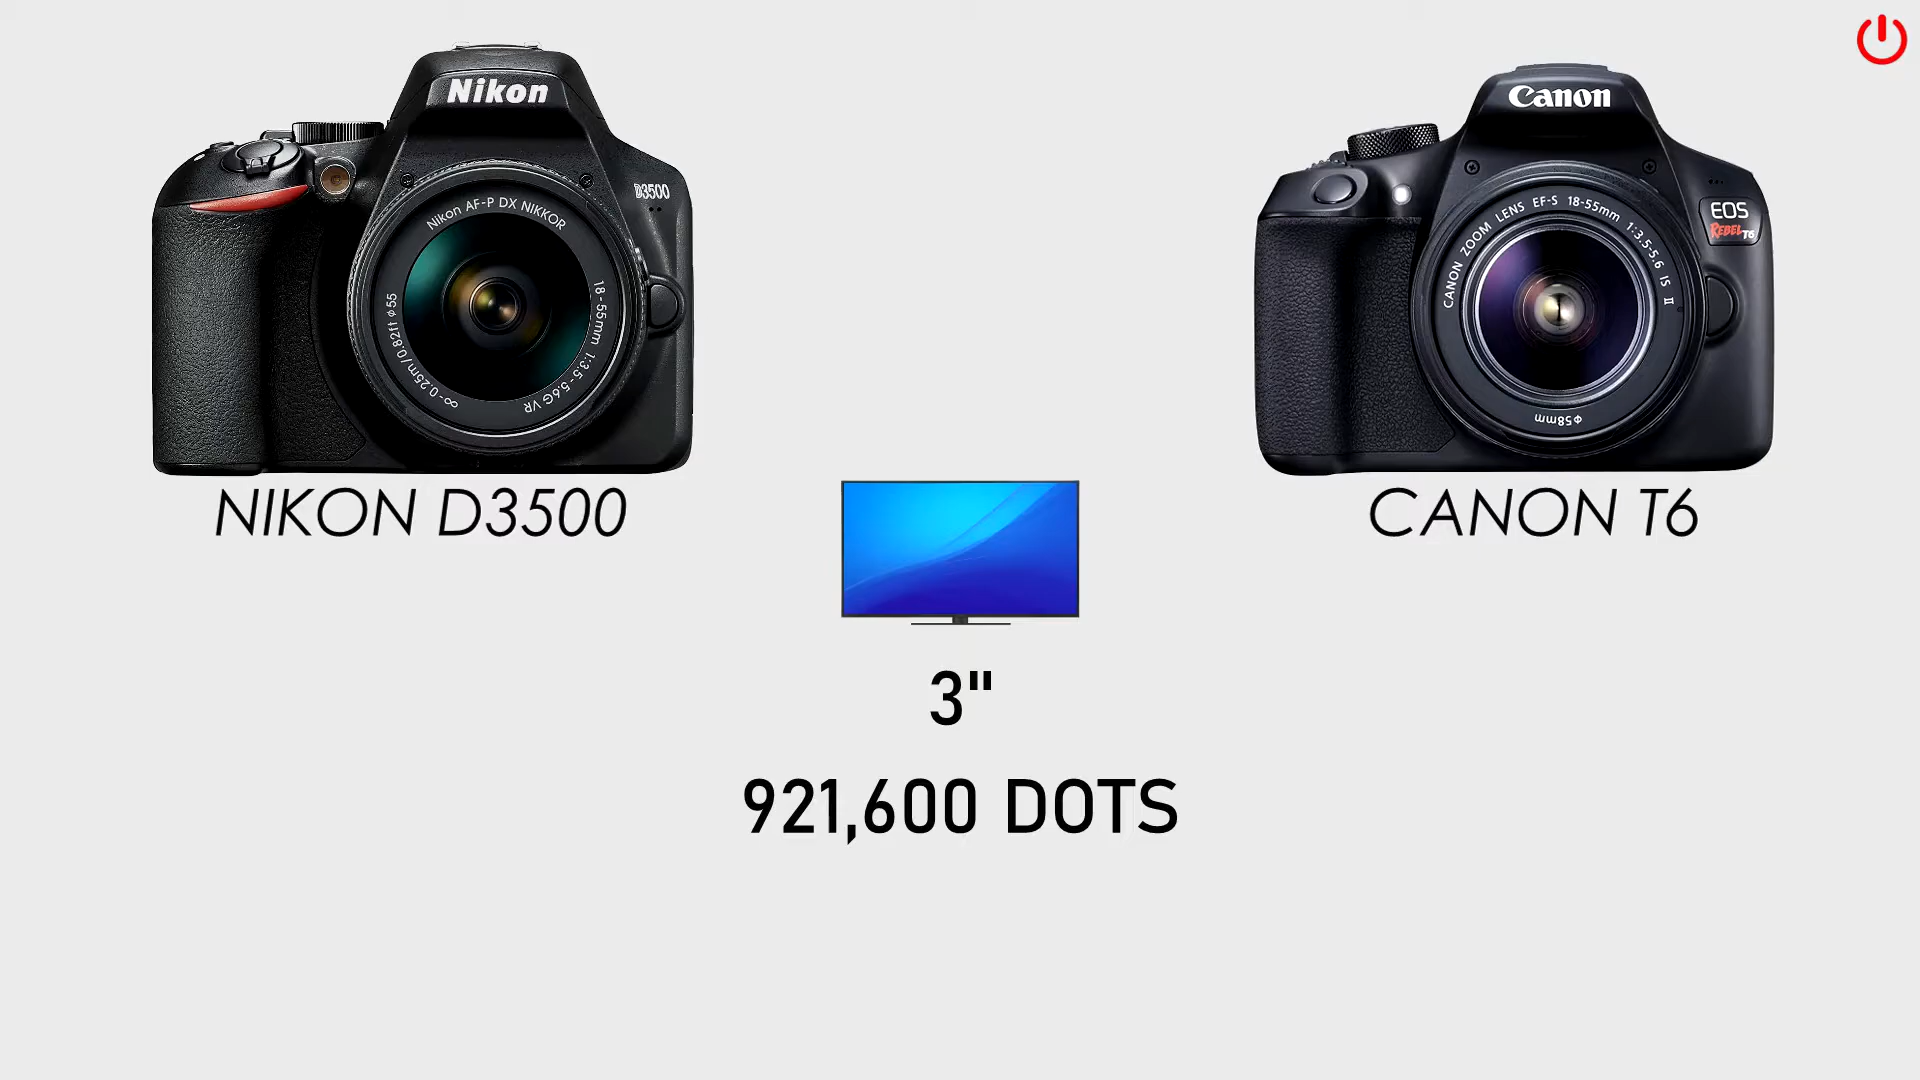 Nikon
D3500
Nikon AF-P DX NIKKOR
18-55mm 1:3.5-5.6G VR
∞-0.25m/0.82ft ø55
NIKON D3500
Canon
EOS
REBEL T6
CANON ZOOM LENS EF-S 18-55mm 1:3.5-5.6 IS II
ø58mm
CANON T6
3"
921,600 DOTS